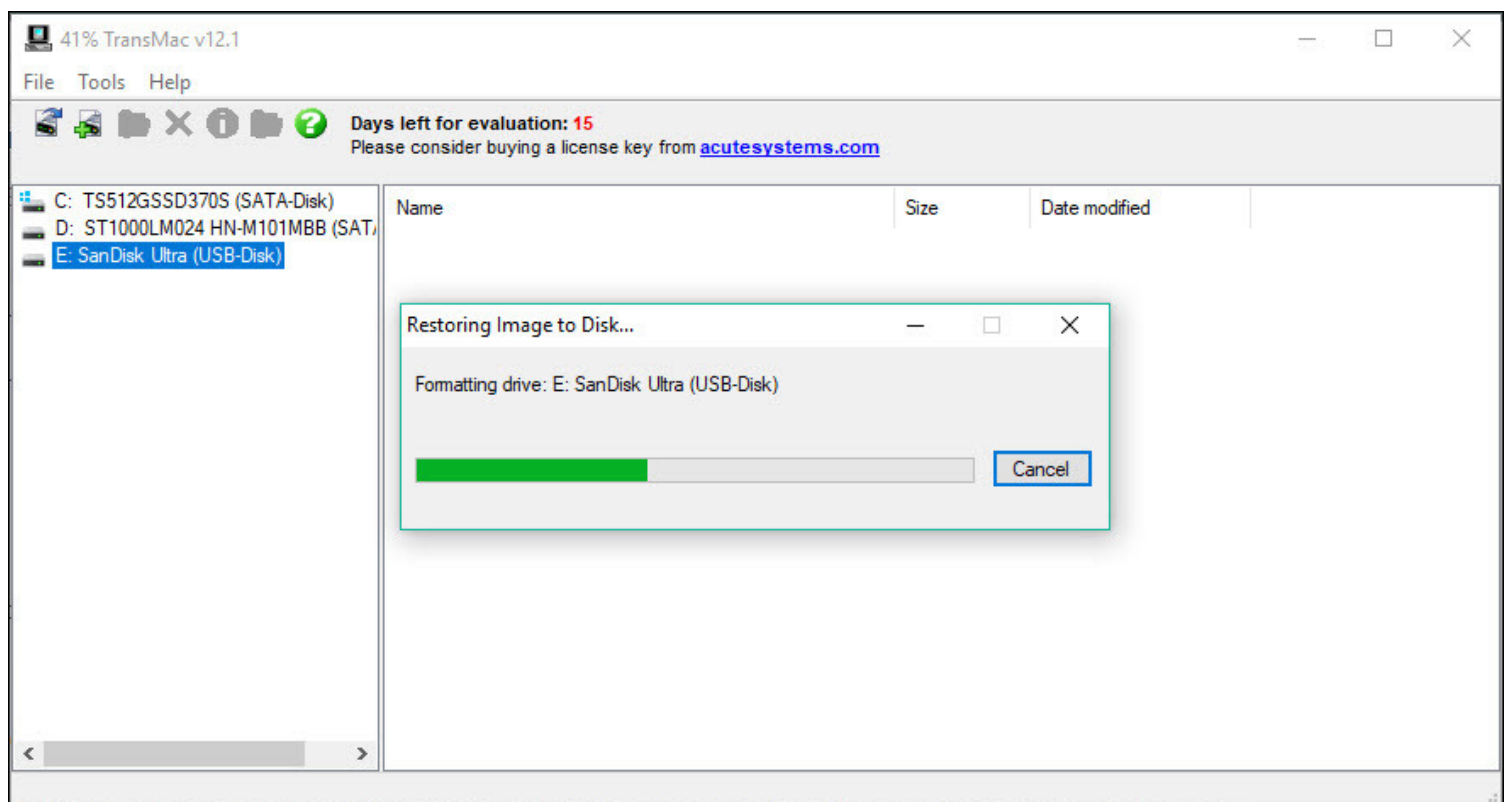 41% TransMac v12.1
File Tools Help
Days left for evaluation: 15
Please consider buying a license key from acutesystems.com
C: TS512GSSD370S (SATA-Disk)
D: ST1000LM024 HN-M101MBB (SATA
E: SanDisk Ultra (USB-Disk)
Name Size Date modified
Restoring Image to Disk...
Formatting drive: E: SanDisk Ultra (USB-Disk)
Cancel